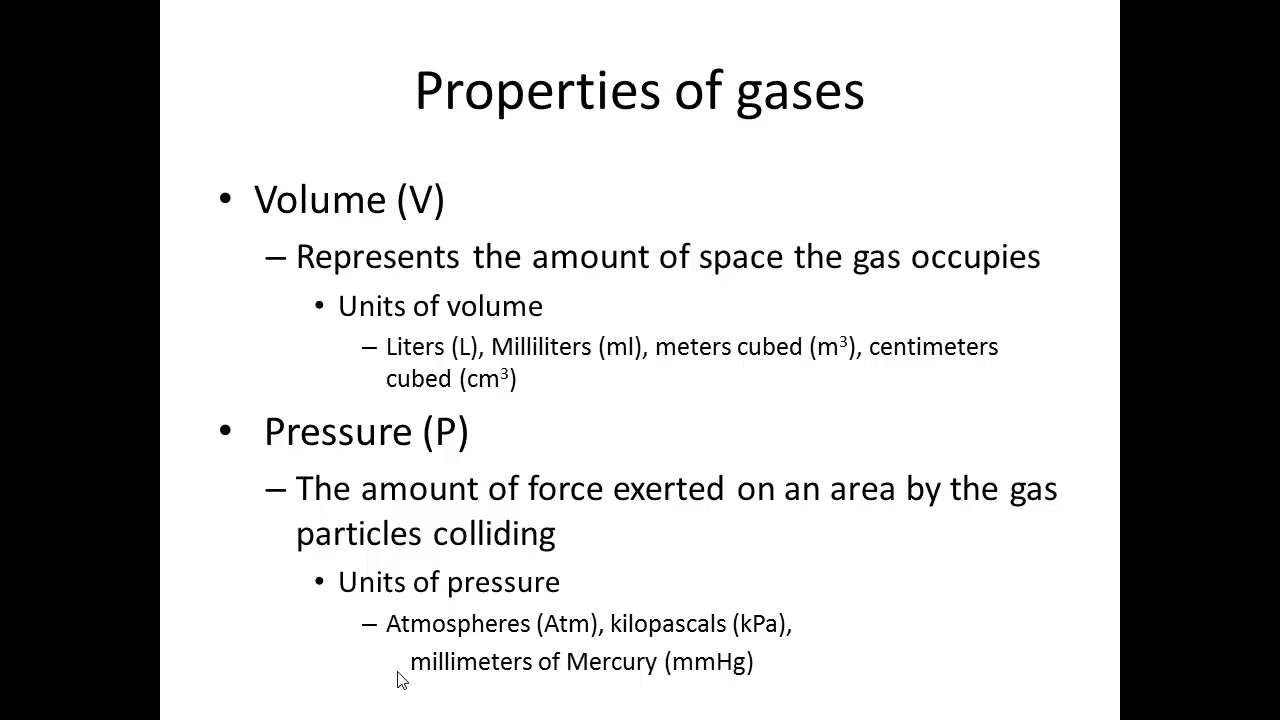 Properties of gases
• Volume (V)
– Represents the amount of space the gas occupies
• Units of volume
– Liters (L), Milliliters (ml), meters cubed (m³), centimeters
cubed (cm³)
• Pressure (P)
– The amount of force exerted on an area by the gas
particles colliding
• Units of pressure
– Atmospheres (Atm), kilopascals (kPa),
millimeters of Mercury (mmHg)